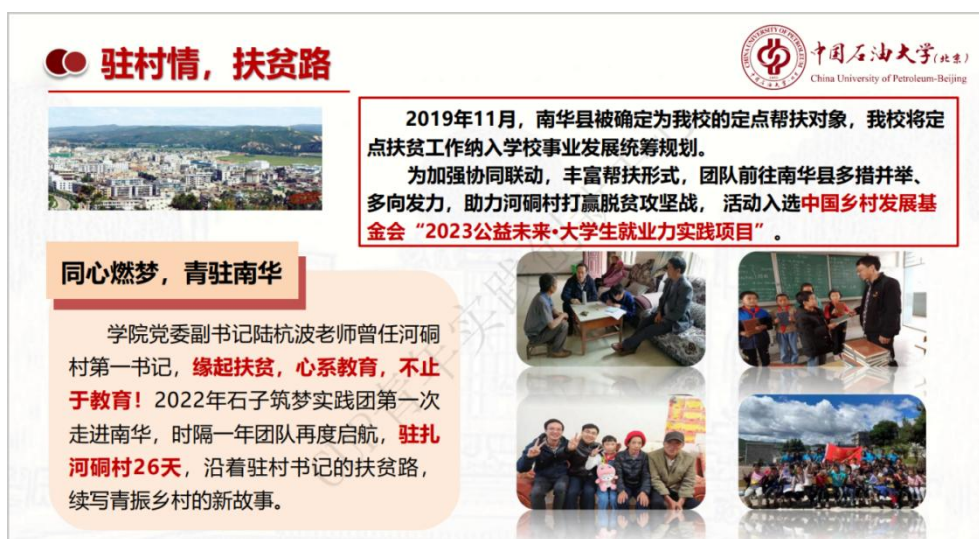 驻村情，扶贫路
中国石油大学(北京)
China University of Petroleum-Beijing
2019年11月，南华县被确定为我校的定点帮扶对象，我校将定
点扶贫工作纳入学校事业发展统筹规划。
为加强协同联动，丰富帮扶形式，团队前往南华县多措并举、
多向发力，助力河硐村打赢脱贫攻坚战， 活动入选中国乡村发展基
金会“2023公益未来·大学生就业力实践项目”。
同心燃梦，青驻南华
学院党委副书记陆杭波老师曾任河硐
村第一书记，缘起扶贫，心系教育，不止
于教育！2022年石子筑梦实践团第一次
走进南华，时隔一年团队再度启航，驻扎
河硐村26天，沿着驻村书记的扶贫路，
续写青振乡村的新故事。